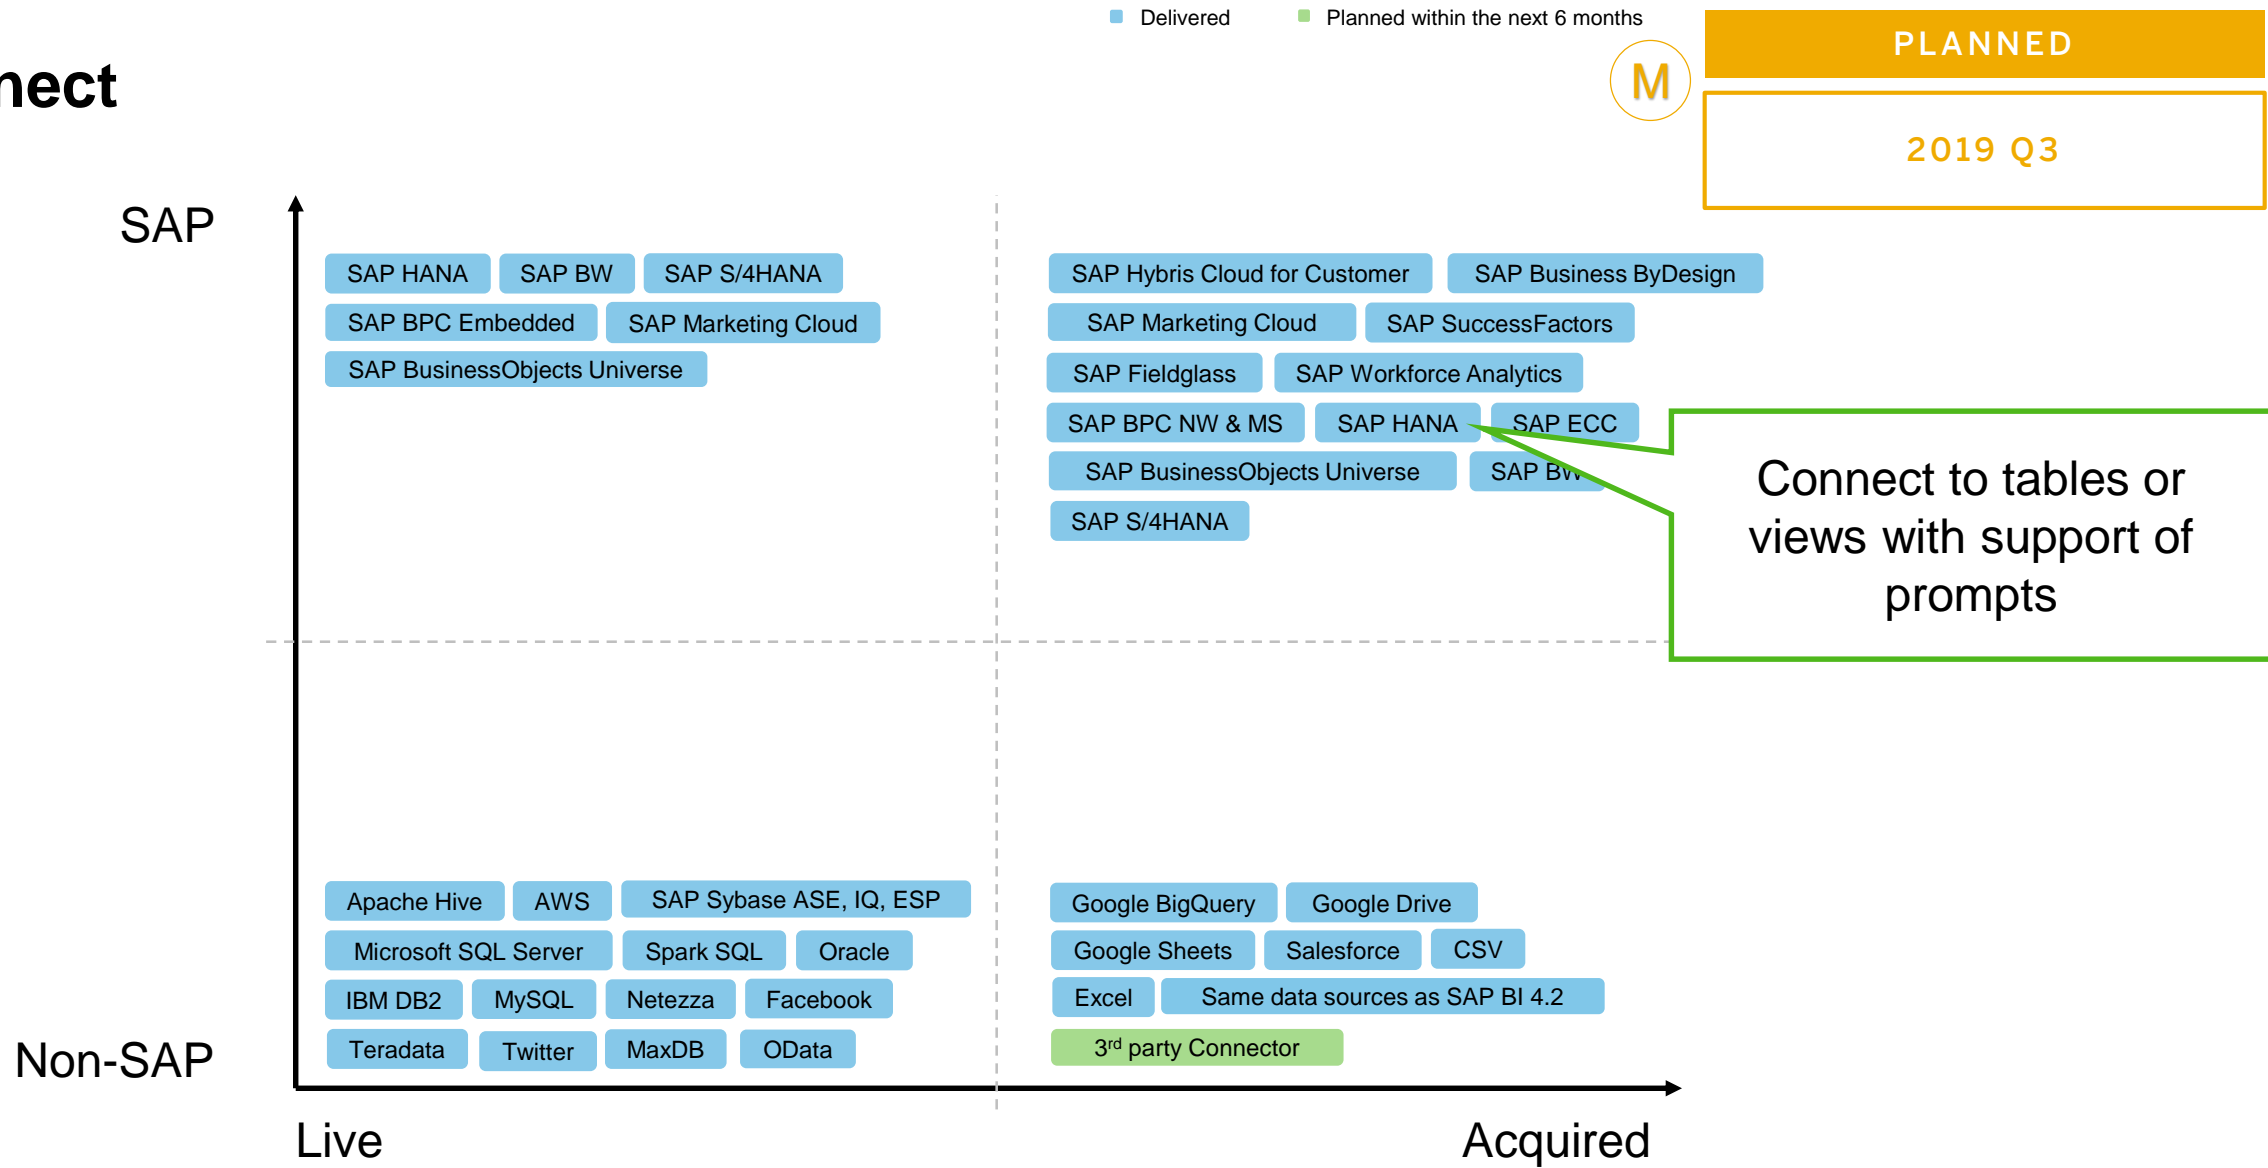 Delivered
Planned within the next 6 months
PLANNED
nect
M
2019 Q3
SAP
SAP HANA
SAP BW
SAP S/4HANA
SAP Hybris Cloud for Customer
SAP Business ByDesign
SAP BPC Embedded
SAP Marketing Cloud
SAP Marketing Cloud
SAP SuccessFactors
SAP BusinessObjects Universe
SAP Fieldglass
SAP Workforce Analytics
SAP BPC NW & MS
SAP HANA
SAP ECC
SAP BusinessObjects Universe
SAP BW
SAP S/4HANA
Connect to tables or
views with support of
prompts
Apache Hive
AWS
SAP Sybase ASE, IQ, ESP
Google BigQuery
Google Drive
Microsoft SQL Server
Spark SQL
Oracle
Google Sheets
Salesforce
CSV
IBM DB2
MySQL
Netezza
Facebook
Excel
Same data sources as SAP BI 4.2
Teradata
Twitter
MaxDB
OData
3rd party Connector
Non-SAP
Live
Acquired